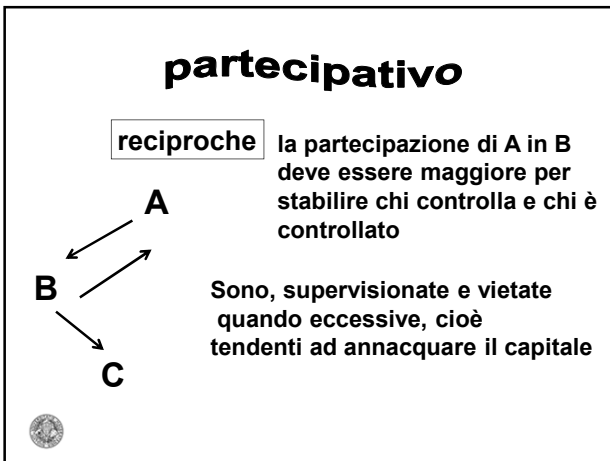 partecipativo
reciproche
la partecipazione di A in B
deve essere maggiore per
stabilire chi controlla e chi è
controllato
A
B
C
Sono, supervisionate e vietate
quando eccessive, cioè
tendenti ad annacquare il capitale